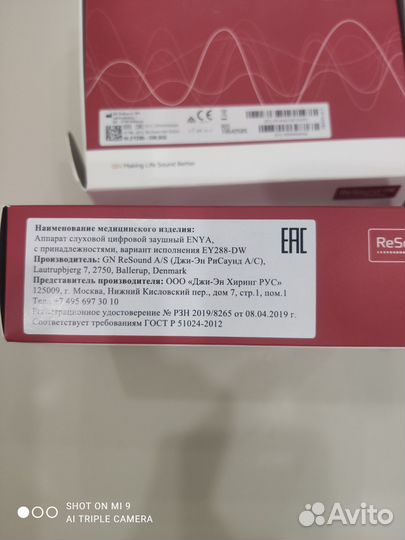 Making Life Sound Better
ReSou
Наименование медицинского изделия:
Аппарат слуховой цифровой заушный ENYA,
с принадлежностями, вариант исполнения EY288-DW
Производитель: GN ReSound A/S (Джи-Эн РиСаунд А/С),
Lautrupbjerg 7, 2750, Ballerup, Denmark
Представитель производителя: ООО «Джи-Эн Хиринг РУС»
125009, г. Москва, Нижний Кисловский пер., дом 7, стр.1, пом.1
Тел.: +7 495 697 30 10
Регистрационное удостоверение № РЗН 2019/8265 от 08.04.2019 г.
Соответствует требованиям ГОСТ Р 51024-2012
EAC
SHOT ON MI 9
AI TRIPLE CAMERA
Avito